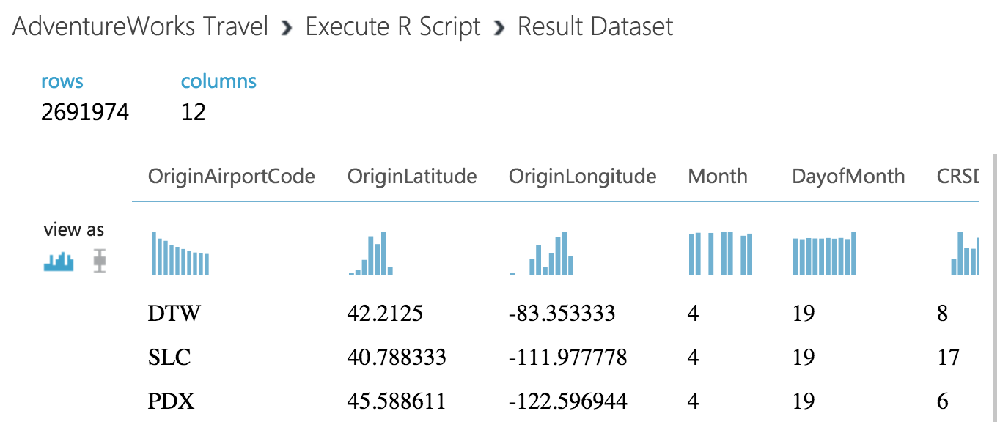 AdventureWorks Travel › Execute R Script › Result Dataset
rows columns
2691974 12
OriginAirportCode OriginLatitude OriginLongitude Month DayofMonth CRSD
view as
DTW 42.2125 -83.353333 4 19 8
SLC 40.788333 -111.977778 4 19 17
PDX 45.588611 -122.596944 4 19 6